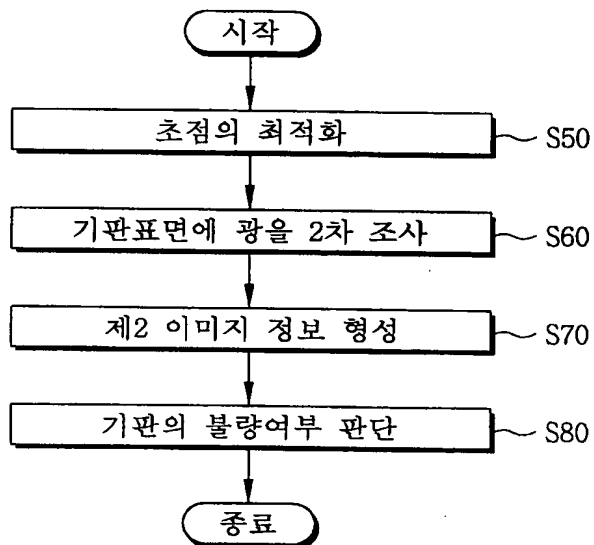 시작
초점의 최적화
S50
기판표면에 광을 2차 조사
S60
제2 이미지 정보 형성
S70
기판의 불량여부 판단
S80
종료